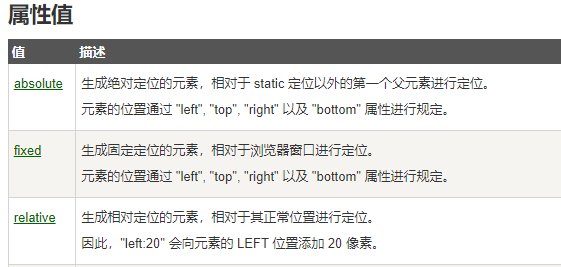 属性值
值 描述
absolute 生成绝对定位的元素，相对于 static 定位以外的第一个父元素进行定位。
元素的位置通过 "left", "top", "right" 以及 "bottom" 属性进行规定。
fixed 生成固定定位的元素，相对于浏览器窗口进行定位。
元素的位置通过 "left", "top", "right" 以及 "bottom" 属性进行规定。
relative 生成相对定位的元素，相对于其正常位置进行定位。
因此，"left:20" 会向元素的 LEFT 位置添加 20 像素。